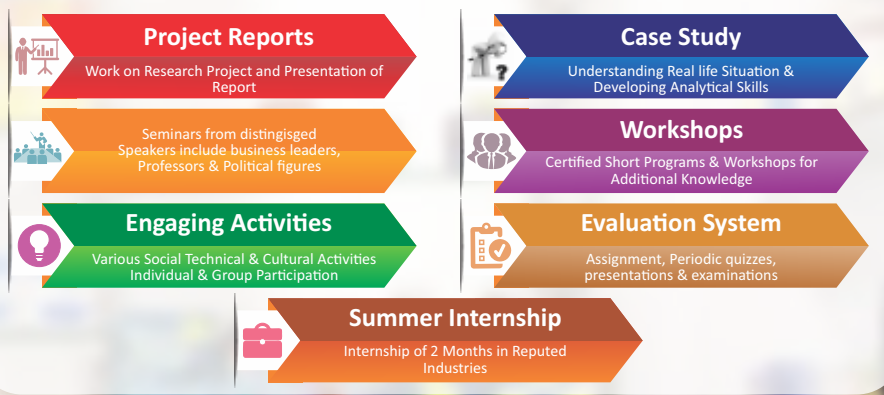 Project Reports
Work on Research Project and Presentation of
Report
Case Study
Understanding Real life Situation &
Developing Analytical Skills
Seminars from distingisged
Speakers include business leaders,
Professors & Political figures
Workshops
Certified Short Programs & Workshops for
Additional Knowledge
Engaging Activities
Various Social Technical & Cultural Activities
Individual & Group Participation
Evaluation System
Assignment, Periodic quizzes,
presentations & examinations
Summer Internship
Internship of 2 Months in Reputed
Industries